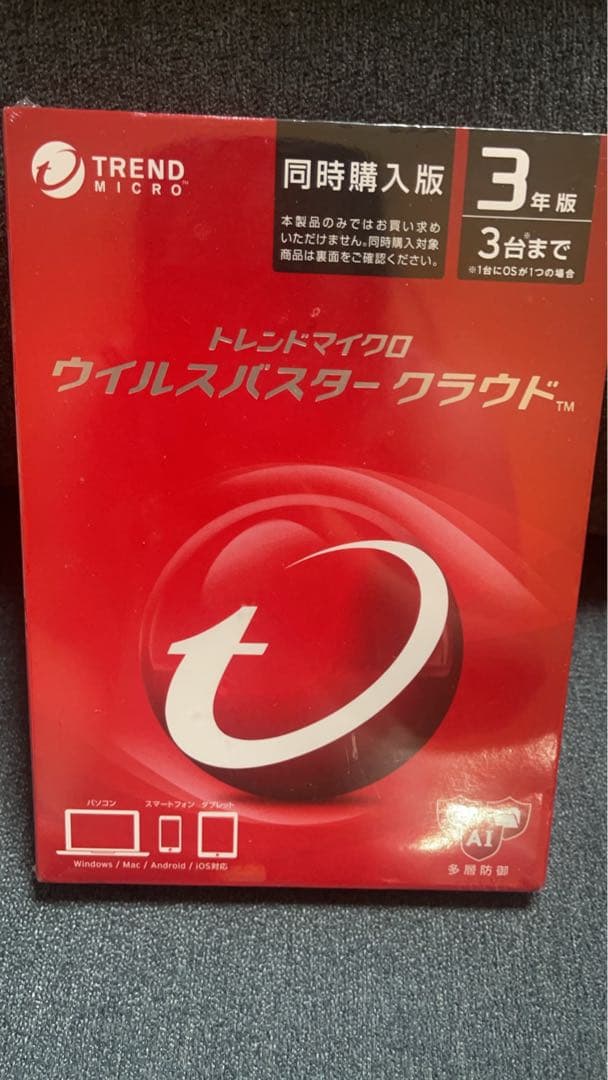 TREND
MICRO™
同時購入版
本製品のみではお買い求め
いただけません。同時購入対象
商品は裏面をご確認ください。
3年版
3台まで※
※1台にOSが1つの場合
トレンドマイクロ
ウイルスバスター クラウド™
パソコン スマートフォン タブレット
Windows / Mac / Android / iOS対応
AI
多層防御